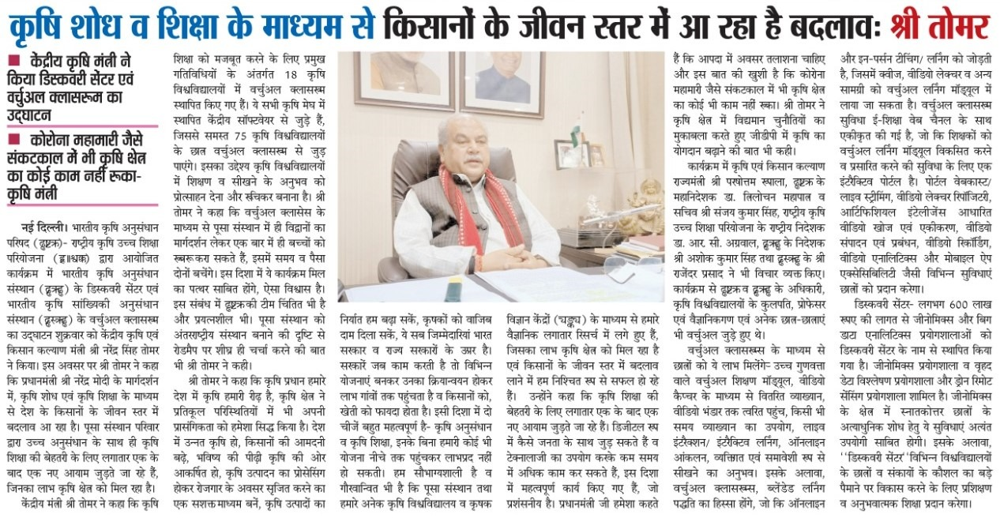 कृषि शोध व शिक्षा के माध्यम से किसानों के जीवन स्तर में आ रहा है बदलाव: श्री तोमर
■ केंद्रीय कृषि मंत्री ने
किया डिस्कवरी सेंटर एवं
वर्चुअल क्लासरूम का
उद्घाटन
■ कोरोना महामारी जैसे
संकटकाल में भी कृषि क्षेत्र
का कोई काम नहीं रूका-
कृषि मंत्री
नई दिल्ली। भारतीय कृषि अनुसंधान
परिषद (ढ्ढष्टक्र)- राष्ट्रीय कृषि उच्च शिक्षा
परियोजना द्वारा आयोजित
कार्यक्रम में भारतीय कृषि अनुसंधान
संस्थान के डिस्कवरी सेंटर एवं
भारतीय कृषि सांख्यिकी अनुसंधान
संस्थान के वर्चुअल क्लासरूम
का उद्घाटन शुक्रवार को केंद्रीय कृषि एवं
किसान कल्याण मंत्री श्री नरेंद्र सिंह तोमर
ने किया। इस अवसर पर श्री तोमर ने कहा
कि प्रधानमंत्री श्री नरेंद्र मोदी के मार्गदर्शन
में, कृषि शोध एवं कृषि शिक्षा के माध्यम
से देश के किसानों के जीवन स्तर में
बदलाव आ रहा है। पूसा संस्थान परिवार
द्वारा उच्च अनुसंधान के साथ ही कृषि
शिक्षा की बेहतरी के लिए लगातार एक के
बाद एक नए आयाम जुड़ते जा रहे हैं,
जिनका लाभ कृषि क्षेत्र को मिल रहा है।
केंद्रीय मंत्री श्री तोमर ने कहा कि कृषि
शिक्षा को मजबूत करने के लिए प्रमुख
गतिविधियों के अंतर्गत 18 कृषि
विश्वविद्यालयों में वर्चुअल क्लासरूम
स्थापित किए गए हैं। ये सभी कृषि मेघ में
स्थापित केंद्रीय सॉफ्टवेयर से जुड़े हैं,
जिससे समस्त 75 कृषि विश्वविद्यालयों
के छात्र वर्चुअल क्लासरूम से जुड़
पाएंगे। इसका उद्देश्य कृषि विश्वविद्यालयों
में शिक्षण व सीखने के अनुभव को
प्रोत्साहन देना और रूचिकर बनाना है। श्री
तोमर ने कहा कि वर्चुअल क्लासेस के
माध्यम से पूसा संस्थान में ही विद्वानों का
मार्गदर्शन लेकर एक बार में ही बच्चों को
रूबरू करा सकते हैं, इसमें समय व पैसा
दोनों बचेंगे। इस दिशा में ये कार्यक्रम मिल
का पत्थर साबित होंगे, ऐसा विश्वास है।
इस संबंध में ढ्ढष्टक्र की टीम चिंतित भी है
और प्रयत्नशील भी। पूसा संस्थान को
अंतरराष्ट्रीय संस्थान बनाने की दृष्टि से
रोडमैप पर शीघ्र ही चर्चा करने की बात
भी श्री तोमर ने कही।
श्री तोमर ने कहा कि कृषि प्रधान हमारे
देश में कृषि हमारी रीढ़ है, कृषि क्षेत्र ने
प्रतिकूल परिस्थितियों में भी अपनी
प्रासंगिकता को हमेशा सिद्ध किया है। देश
में उन्नत कृषि हो, किसानों की आमदनी
बढ़े, भविष्य की पीढ़ी कृषि की ओर
आकर्षित हो, कृषि उत्पादन का प्रोसेसिंग
होकर रोजगार के अवसर सृजित करने का
एक सशक्त माध्यम बनें, कृषि उत्पादों का
निर्यात हम बढ़ा सकें, कृषकों को वाजिब
दाम दिला सकें, ये सब जिम्मेदारियां भारत
सरकार व राज्य सरकारों के ऊपर है।
सरकारें जब काम करती है तो विभिन्न
योजनाएं बनकर उनका क्रियान्वयन होकर
लाभ गांवों तक पहुंचता है व किसानों को,
खेती को फायदा होता है। इसी दिशा में दो
चीजें बहुत महत्वपूर्ण है- कृषि अनुसंधान
व कृषि शिक्षा, इनके बिना हमारी कोई भी
योजना नीचे तक पहुंचकर लाभप्रद नहीं
हो सकती। हम सौभाग्यशाली है व
गौरवान्वित भी है कि पूसा संस्थान तथा
हमारे अनेक कृषि विश्वविद्यालय व कृषक
विज्ञान केंद्रों के माध्यम से हमारे
वैज्ञानिक लगातार रिसर्च में लगे हुए हैं,
जिसका लाभ कृषि क्षेत्र को मिल रहा है
एवं किसानों के जीवन स्तर में बदलाव
लाने में हम निश्चित रूप से सफल हो रहे
हैं। उन्होंने कहा कि कृषि शिक्षा की
बेहतरी के लिए लगातार एक के बाद एक
नए आयाम जुड़ते जा रहे हैं। डिजीटल रूप
में कैसे जनता के साथ जुड़ सकते हैं व
टेक्नालाजी का उपयोग करके कम समय
में अधिक काम कर सकते हैं, इस दिशा
में महत्वपूर्ण कार्य किए गए हैं, जो
प्रशंसनीय है। प्रधानमंत्री जी हमेशा कहते
हैं कि आपदा में अवसर तलाशना चाहिए
और इस बात की खुशी है कि कोरोना
महामारी जैसे संकटकाल में भी कृषि क्षेत्र
का कोई भी काम नहीं रूका। श्री तोमर ने
कृषि क्षेत्र में विद्यमान चुनौतियों का
मुकाबला करते हुए जीडीपी में कृषि का
योगदान बढ़ाने की बात भी कही।
कार्यक्रम में कृषि एवं किसान कल्याण
राज्यमंत्री श्री परषोत्तम रूपाला, ढ्ढष्टक्र के
महानिदेशक डा. त्रिलोचन महापात्र व
सचिव श्री संजय कुमार सिंह, राष्ट्रीय कृषि
उच्च शिक्षा परियोजना के राष्ट्रीय निदेशक
डा. आर. सी. अग्रवाल, के निदेशक
श्री अशोक कुमार सिंह तथा के श्री
राजेंदर प्रसाद ने भी विचार व्यक्त किए।
कार्यक्रम से ढ्ढष्टक्र व के अधिकारी,
कृषि विश्वविद्यालयों के कुलपति, प्रोफेसर
एवं वैज्ञानिकगण एवं अनेक छात्र-छात्राएं
भी वर्चुअल जुड़े हुए थे।
वर्चुअल क्लासरूम्स के माध्यम से
छात्रों को ये लाभ मिलेंगे- उच्च गुणवत्ता
वाले वर्चुअल शिक्षण मॉड्यूल, वीडियो
कैप्चर के माध्यम से वितरित व्याख्यान,
वीडियो भंडार तक त्वरित पहुंच, किसी भी
समय व्याख्यान का उपयोग, लाइव
इंटरैक्शन/ इंटरैक्टिव लर्निंग, ऑनलाइन
आंकलन, व्यक्तिगत एवं समावेशी रूप से
सीखने का अनुभव। इसके अलावा,
वर्चुअल क्लासरूम्स, ब्लेंडेड लर्निंग
पद्धति का हिस्सा होंगे, जो कि ऑनलाइन
और इन-पर्सन टीचिंग/ लर्निंग को जोड़ती
है, जिसमें क्वीज, वीडियो लेक्चर व अन्य
सामग्री को वर्चुअल लर्निंग मॉड्यूल में
लाया जा सकता है। वर्चुअल क्लासरूम
सुविधा ई-शिक्षा वेब चैनल के साथ
एकीकृत की गई है, जो कि शिक्षकों को
वर्चुअल लर्निंग मॉड्यूल विकसित करने
व प्रसारित करने की सुविधा के लिए एक
इंटरैक्टिव पोर्टल है। पोर्टल वेबकास्ट/
लाइव स्ट्रीमिंग, वीडियो लेक्चर रिपॉजिटरी,
आर्टिफिशियल इंटेलीजेंस आधारित
वीडियो खोज एवं एकीकरण, वीडियो
संपादन एवं प्रबंधन, वीडियो रिकॉर्डिंग,
वीडियो एनालिटिक्स और मोबाइल ऐप
एक्सेसिबिलिटी जैसी विभिन्न सुविधाएं
छात्रों को प्रदान करेगा।
डिस्कवरी सेंटर- लगभग 600 लाख
रूपए की लागत से जीनोमिक्स और बिग
डाटा एनालिटिक्स प्रयोगशालाओं को
डिस्कवरी सेंटर के नाम से स्थापित किया
गया है। जीनोमिक्स प्रयोगशाला व वृहद
डेटा विश्लेषण प्रयोगशाला और ड्रोन रिमोट
सेंसिंग प्रयोगशाला शामिल है। जीनोमिक्स
के क्षेत्र में स्नातकोत्तर छात्रों के
अत्याधुनिक शोध हेतु ये सुविधाएं अत्यंत
उपयोगी साबित होगी। इसके अलावा,
''डिस्कवरी सेंटर''विभिन्न विश्वविद्यालयों
के छात्रों व संकायों के कौशल का बड़े
पैमाने पर विकास करने के लिए प्रशिक्षण
व अनुभवात्मक शिक्षा प्रदान करेगा।